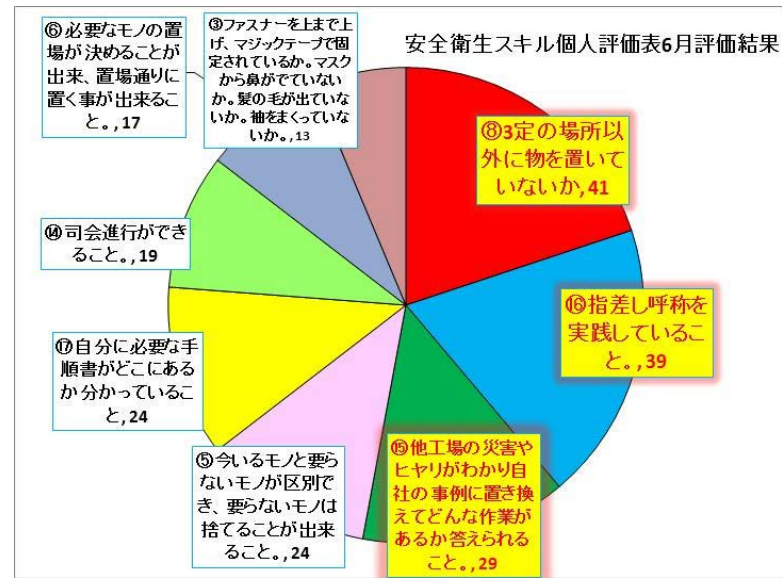 安全衛生スキル個人評価表6月評価結果
⑧3定の場所以
外に物を置いて
いないか, 41
⑯指差し呼称を
実践しているこ
と。, 39
⑮他工場の災害や
ヒヤリがわかり自
社の事例に置き換
えてどんな作業が
あるか答えられる
こと。, 29
⑤今いるモノと要ら
ないモノが区別で
き、要らないモノは
捨てることが出来
ること。, 24
⑰自分に必要な手
順書がどこにある
か分かっているこ
と, 24
⑭司会進行ができ
ること。, 19
⑥必要なモノの置
場が決めることが
出来、置場通りに
置く事が出来るこ
と。, 17
③ファスナーを上まで上
げ、マジックテープで固
定されているか。マスク
から鼻がでていない
か。髪の毛が出ていな
いか。袖をまくっていな
いか。, 13